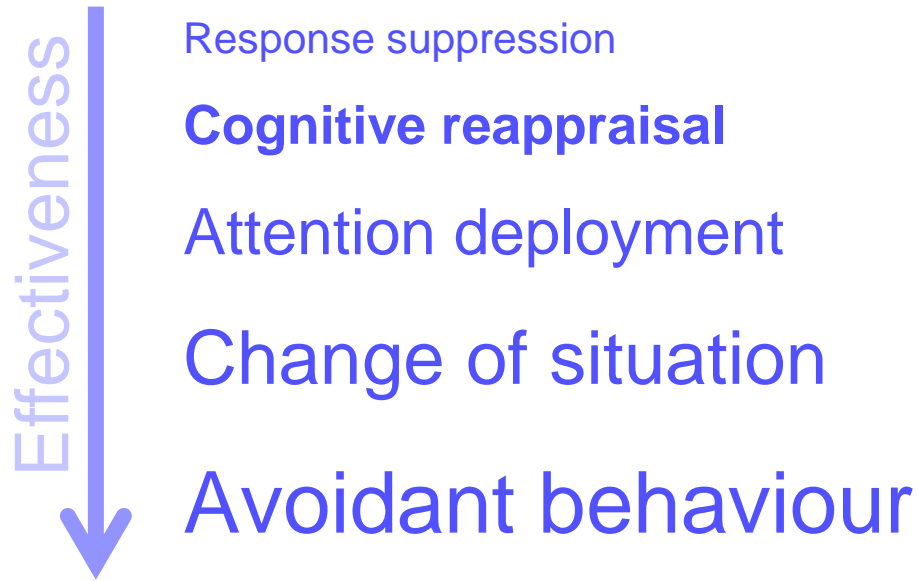 Effectiveness
Response suppression
Cognitive reappraisal
Attention deployment
Change of situation
Avoidant behaviour